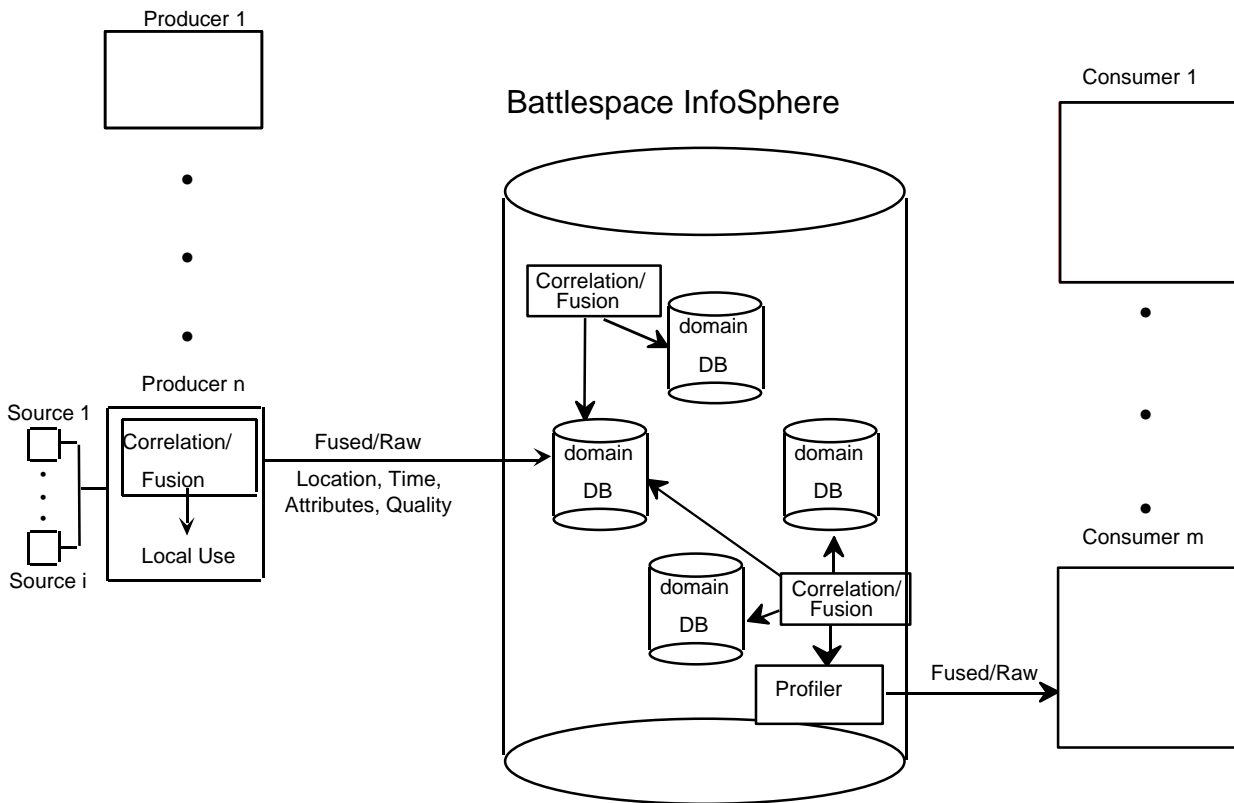 Producer 1
Battlespace InfoSphere
Consumer 1
Correlation/
Fusion
domain
DB
Producer n
Source 1
Correlation/
Fusion
Local Use
Source i
Fused/Raw
Location, Time,
Attributes, Quality
domain
DB
domain
DB
domain
DB
Correlation/
Fusion
Profiler
Fused/Raw
Consumer m